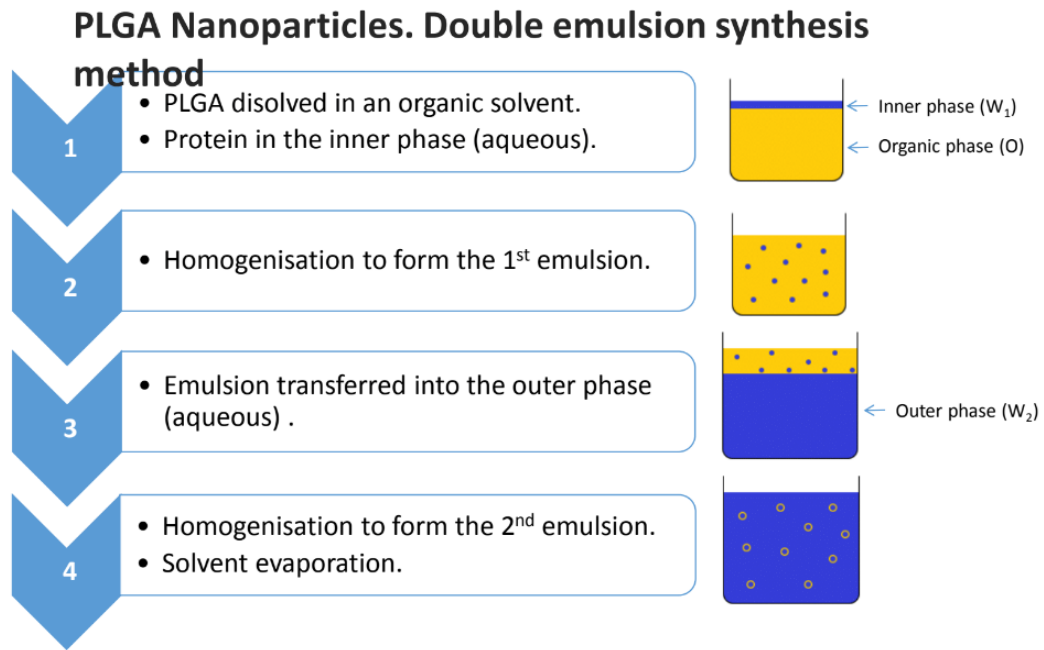 PLGA Nanoparticles. Double emulsion synthesis
method
1
• PLGA disolved in an organic solvent.
• Protein in the inner phase (aqueous).
Inner phase (W₁)
Organic phase (O)
2
• Homogenisation to form the 1ˢᵗ emulsion.
3
• Emulsion transferred into the outer phase
(aqueous) .
Outer phase (W₂)
4
• Homogenisation to form the 2ⁿᵈ emulsion.
• Solvent evaporation.